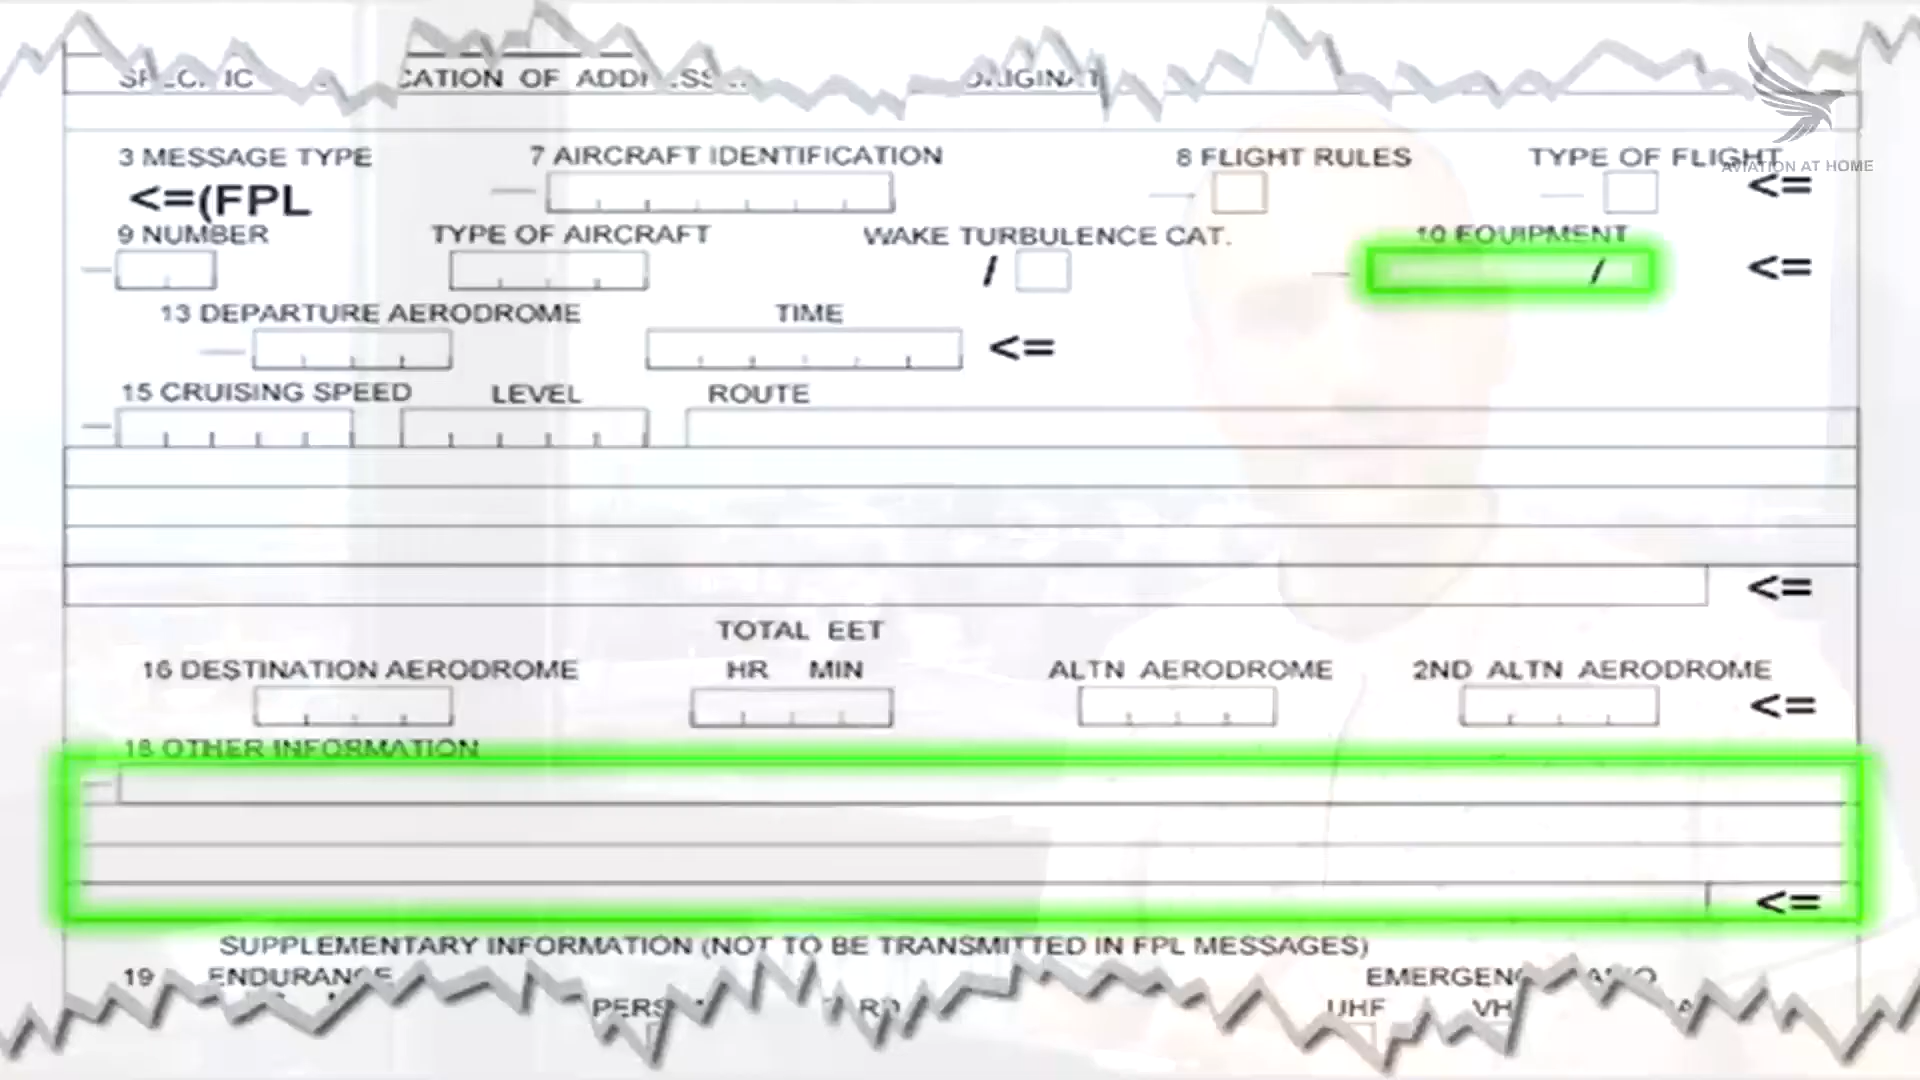 CATION OF
3 MESSAGE TYPE 7 AIRCRAFT IDENTIFICATION 8 FLIGHT RULES TYPE OF FLIGHT
AVIATION AT HOME
<=(FPL <=
9 NUMBER TYPE OF AIRCRAFT WAKE TURBULENCE CAT. 10 EQUIPMENT
/ / <=
13 DEPARTURE AERODROME TIME
<=
15 CRUISING SPEED LEVEL ROUTE
<=
TOTAL EET
16 DESTINATION AERODROME HR MIN ALTN AERODROME 2ND ALTN AERODROME
<=
18 OTHER INFORMATION
<=
SUPPLEMENTARY INFORMATION (NOT TO BE TRANSMITTED IN FPL MESSAGES)
19 ENDURANCE
UHF